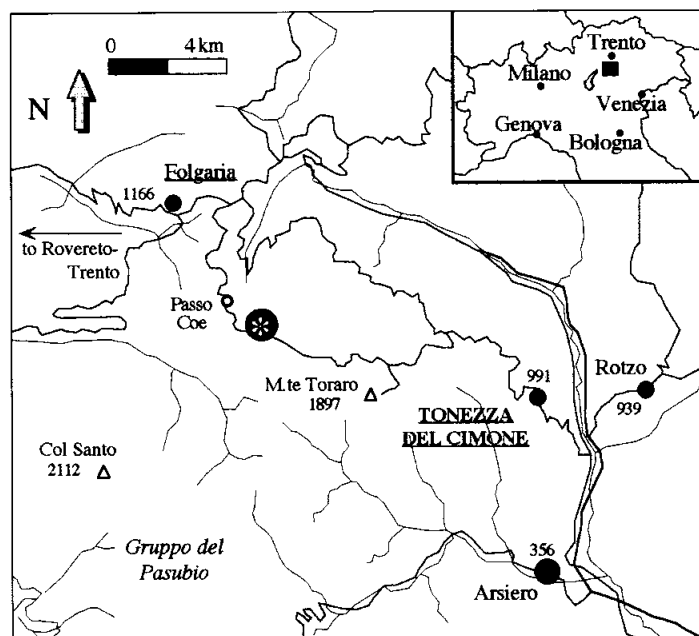 0 4 km
N
Trento
Milano
Venezia
Genova
Bologna
Folgaria
1166
to Rovereto-
Trento
Passo
Coe
*
M.te Toraro
1897
991
Rotzo
939
TONEZZA
DEL CIMONE
Col Santo
2112
Gruppo del
Pasubio
356
Arsiero